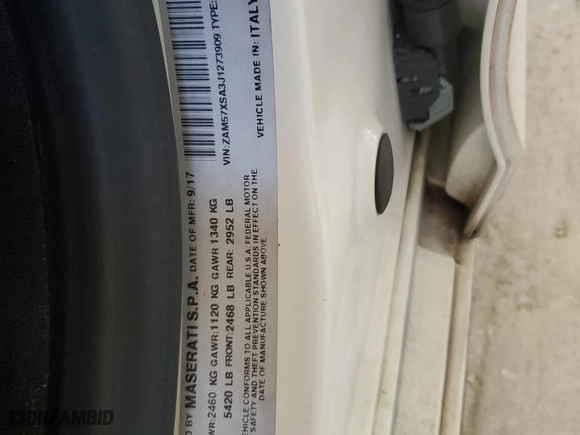 D BY MASERATI S.P.A. DATE OF MFR: 9/17
WR:2460 KG GAWR:1120 KG GAWR 1340 KG
5420 LB FRONT:2468 LB REAR: 2952 LB
VEHICLE CONFORMS TO ALL APPLICABLE U.S.A. FEDERAL MOTOR
SAFETY AND THEFT PREVENTION STANDARDS IN EFFECT ON THE
DATE OF MANUFACTURE SHOWN ABOVE
VIN:ZAM57XSA3J1273909 TYPE:
VEHICLE MADE IN: ITALY
DREAMBID